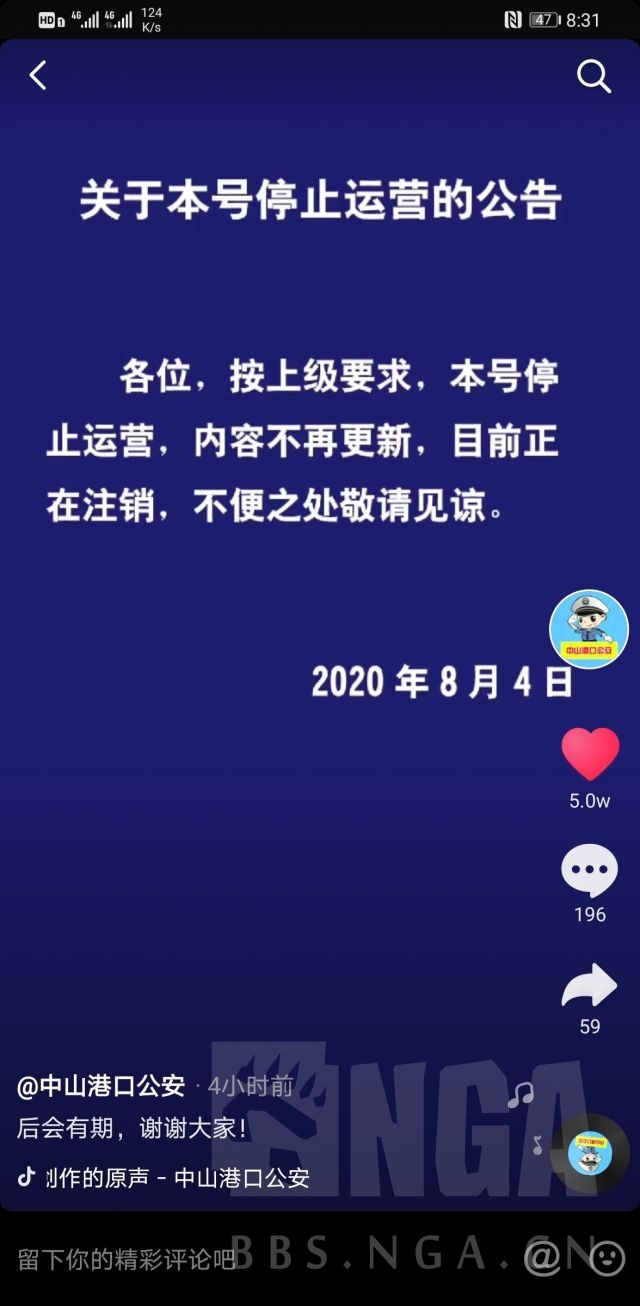 HD 4G 4G 124 K/s 47 8:31
关于本号停止运营的公告
各位，按上级要求，本号停
止运营，内容不再更新，目前正
在注销，不便之处敬请见谅。
中山港口公安
2020年8月4日
5.0w
196
59
@中山港口公安 · 4小时前
后会有期，谢谢大家！
创作的原声 - 中山港口公安
NGA
留下你的精彩评论吧
BBS.NGA.CN